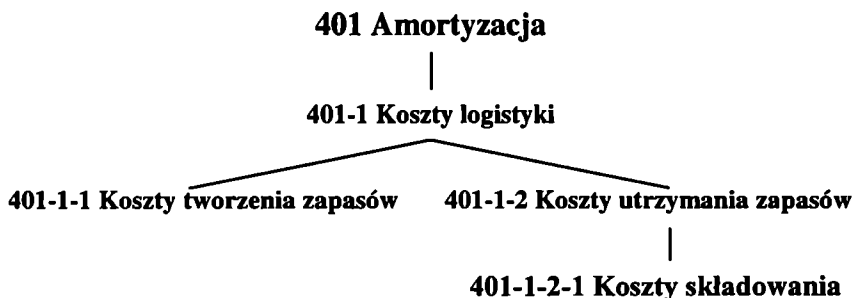 401 Amortyzacja
401-1 Koszty logistyki
401-1-1 Koszty tworzenia zapasów
401-1-2 Koszty utrzymania zapasów
401-1-2-1 Koszty składowania